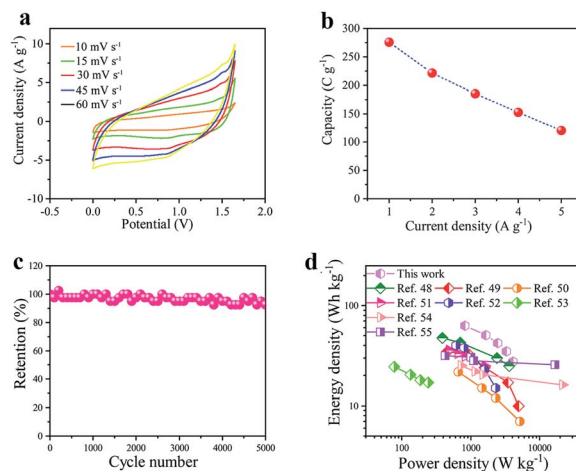 a
10 mV s⁻¹
15 mV s⁻¹
30 mV s⁻¹
45 mV s⁻¹
60 mV s⁻¹
Current density (A g⁻¹)
10
5
0
-5
-10
-0.5 0.0 0.5 1.0 1.5 2.0
Potential (V)
b
Capacity (C g⁻¹)
300
200
100
0
1 2 3 4 5
Current density (A g⁻¹)
c
Retention (%)
120
100
80
60
40
20
0
0 1000 2000 3000 4000 5000
Cycle number
d
This work
Ref. 48 Ref. 49 Ref. 50
Ref. 51 Ref. 52 Ref. 53
Ref. 54
Ref. 55
Energy density (Wh kg⁻¹)
100
10
100 1000 10000
Power density (W kg⁻¹)